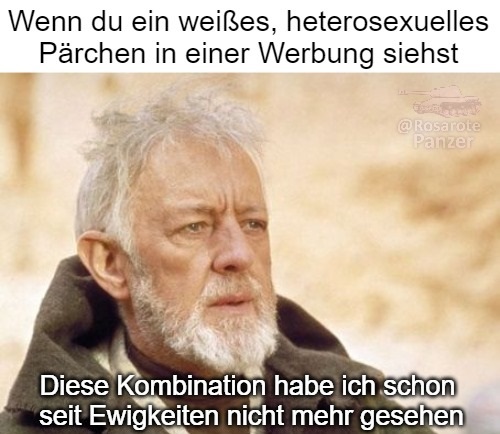 Wenn du ein weißes, heterosexuelles
Pärchen in einer Werbung siehst
@Rosarote
Panzer
Diese Kombination habe ich schon
seit Ewigkeiten nicht mehr gesehen